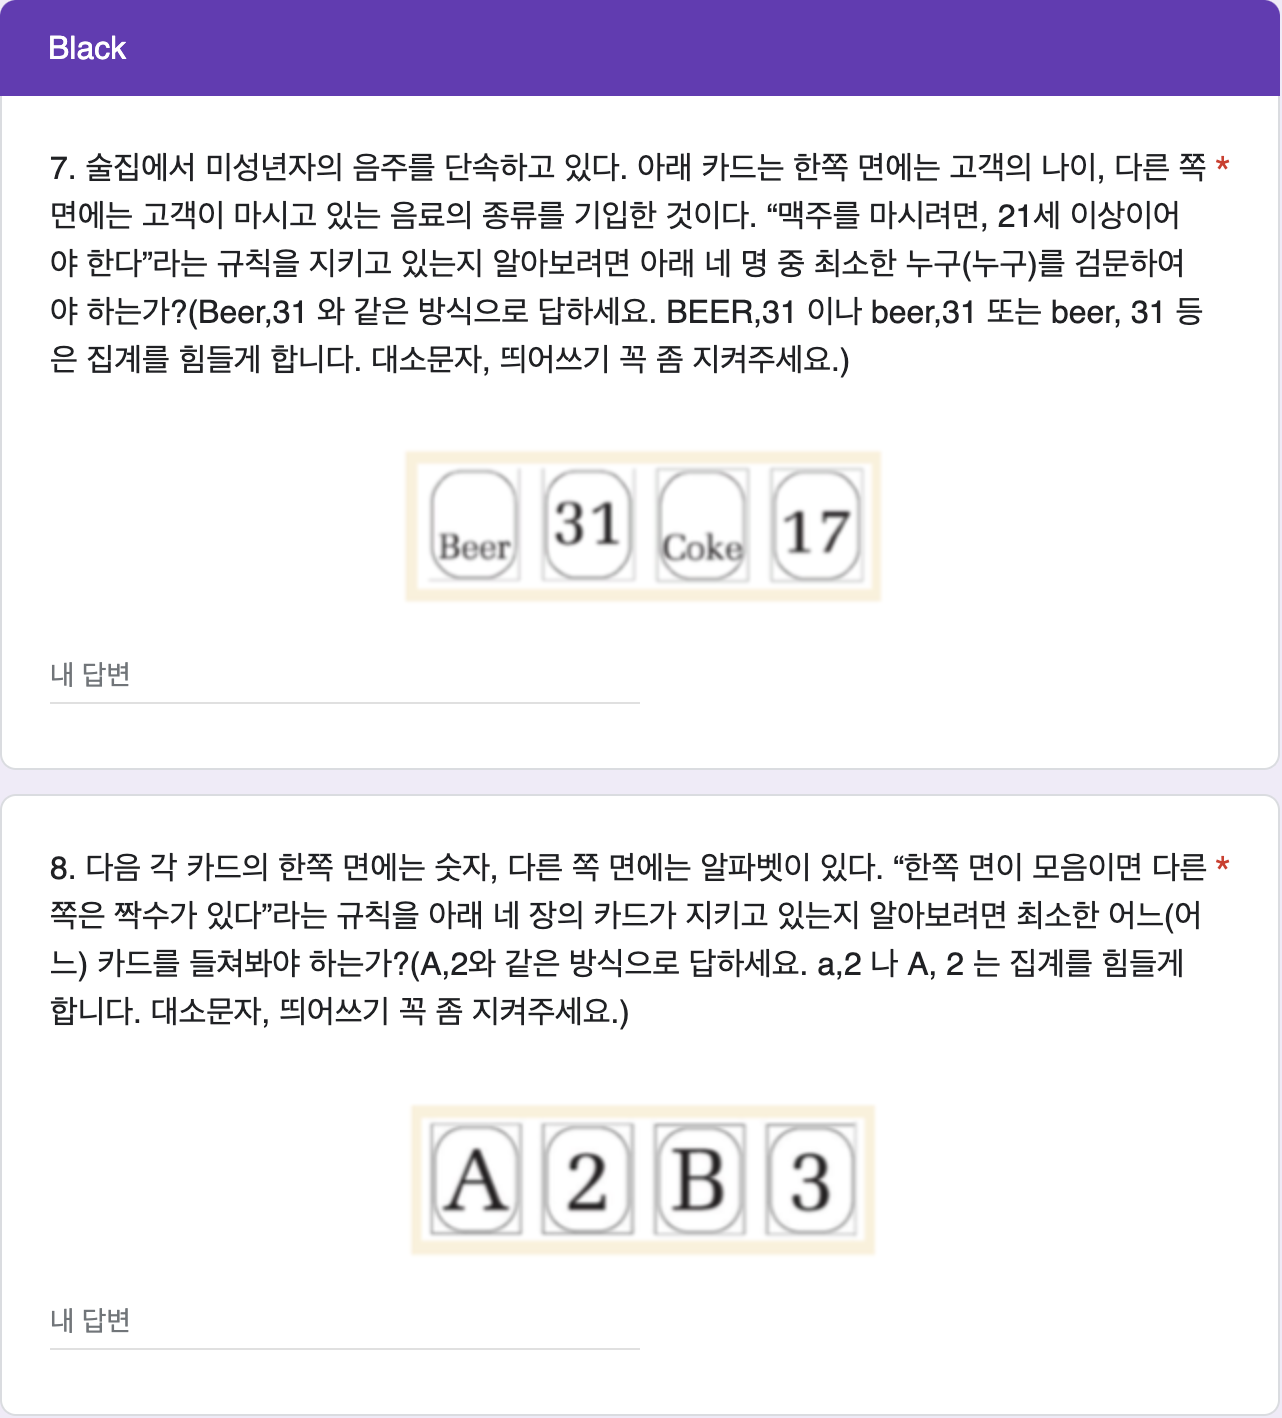 Black
7. 술집에서 미성년자의 음주를 단속하고 있다. 아래 카드는 한쪽 면에는 고객의 나이, 다른 쪽 *
면에는 고객이 마시고 있는 음료의 종류를 기입한 것이다. “맥주를 마시려면, 21세 이상이어
야 한다”라는 규칙을 지키고 있는지 알아보려면 아래 네 명 중 최소한 누구(누구)를 검문하여
야 하는가?(Beer,31 와 같은 방식으로 답하세요. BEER,31 이나 beer,31 또는 beer, 31 등
은 집계를 힘들게 합니다. 대소문자, 띄어쓰기 꼭 좀 지켜주세요.)
Beer 31 Coke 17
내 답변
8. 다음 각 카드의 한쪽 면에는 숫자, 다른 쪽 면에는 알파벳이 있다. “한쪽 면이 모음이면 다른 *
쪽은 짝수가 있다”라는 규칙을 아래 네 장의 카드가 지키고 있는지 알아보려면 최소한 어느(어
느) 카드를 들쳐봐야 하는가?(A,2와 같은 방식으로 답하세요. a,2 나 A, 2 는 집계를 힘들게
합니다. 대소문자, 띄어쓰기 꼭 좀 지켜주세요.)
A 2 B 3
내 답변